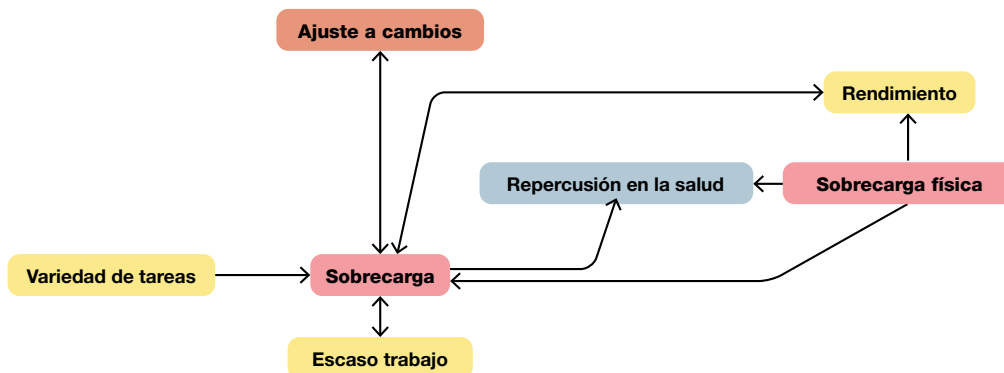 Ajuste a cambios
Rendimiento
Repercusión en la salud
Sobrecarga física
Variedad de tareas
Sobrecarga
Escaso trabajo